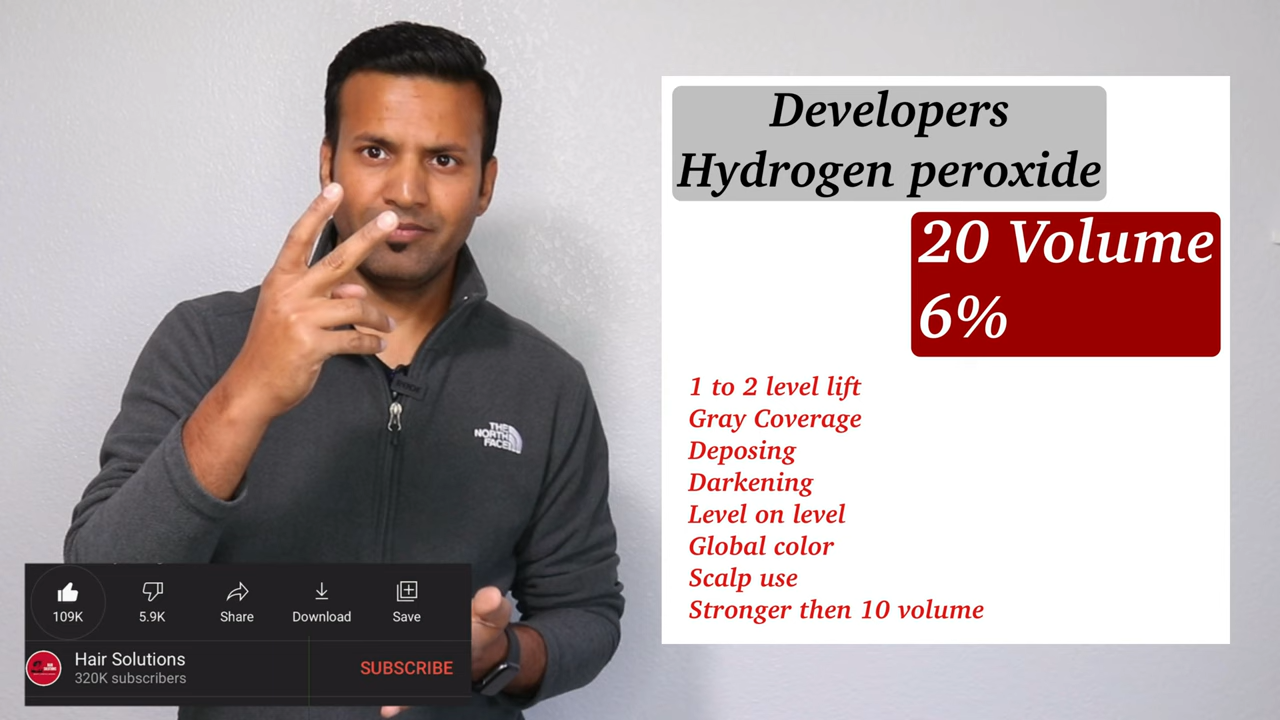 Developers
Hydrogen peroxide
20 Volume
6%
1 to 2 level lift
Gray Coverage
Deposing
Darkening
Level on level
Global color
Scalp use
Stronger then 10 volume
THE
NORTH
FACE
109K
5.9K
Share
Download
Save
Hair Solutions
320K subscribers
SUBSCRIBE